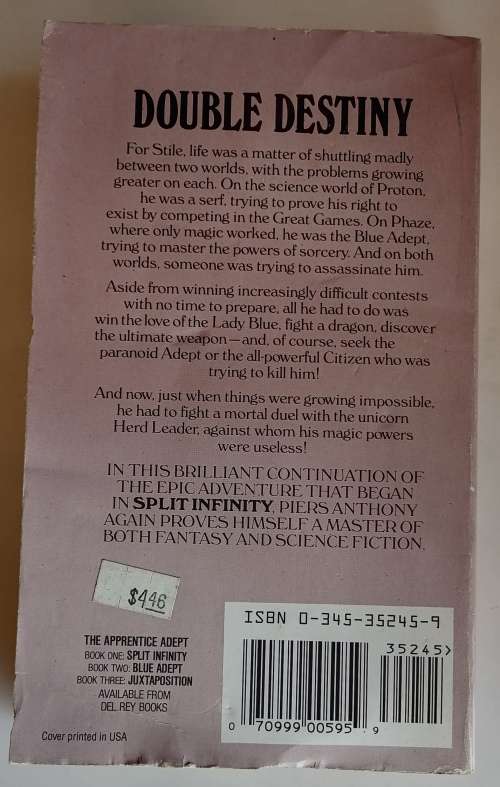 DOUBLE DESTINY
For Stile, life was a matter of shuttling madly
between two worlds, with the problems growing
greater on each. On the science world of Proton,
he was a serf, trying to prove his right to
exist by competing in the Great Games. On Phaze,
where only magic worked, he was the Blue Adept,
trying to master the powers of sorcery. And on both
worlds, someone was trying to assassinate him.
Aside from winning increasingly difficult contests
with no time to prepare, all he had to do was
win the love of the Lady Blue, fight a dragon, discover
the ultimate weapon—and, of course, seek the
paranoid Adept or the all-powerful Citizen who was
trying to kill him!
And now, just when things were growing impossible,
he had to fight a mortal duel with the unicorn
Herd Leader, against whom his magic powers
were useless!
IN THIS BRILLIANT CONTINUATION OF
THE EPIC ADVENTURE THAT BEGAN
IN SPLIT INFINITY, PIERS ANTHONY
AGAIN PROVES HIMSELF A MASTER OF
BOTH FANTASY AND SCIENCE FICTION.
$4.46
THE APPRENTICE ADEPT
BOOK ONE: SPLIT INFINITY
BOOK TWO: BLUE ADEPT
BOOK THREE: JUXTAPOSITION
AVAILABLE FROM
DEL REY BOOKS
Cover printed in USA
ISBN 0-345-35245-9
35245>
0 70999 00595 9